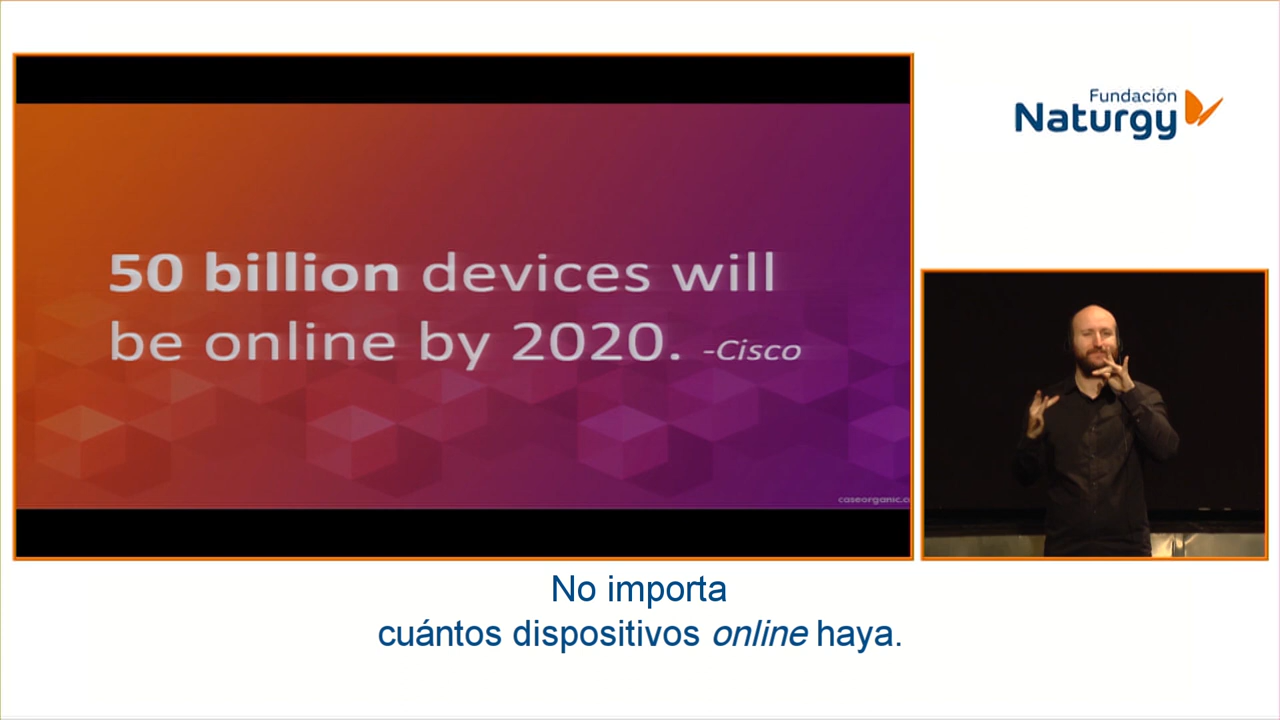 50 billion devices will
be online by 2020. -Cisco
caseorganic.c
Fundación
Naturgy
No importa
cuántos dispositivos online haya.